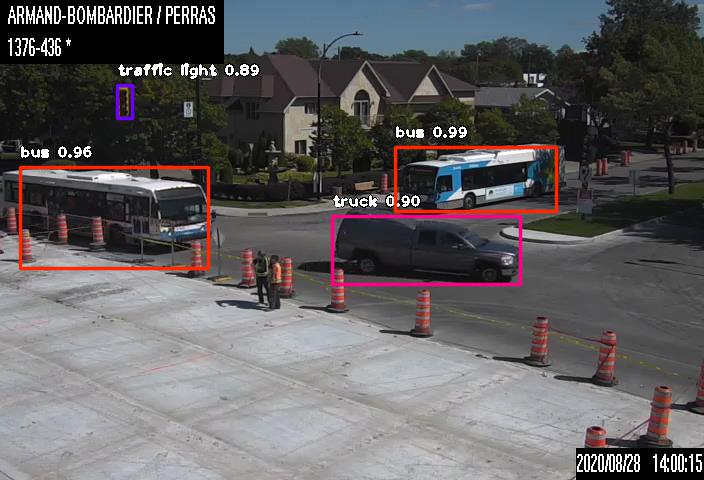 ARMAND-BOMBARDIER / PERRAS
1376-436 *
traffic light 0.89
bus 0.96
bus 0.99
truck 0.90
2020/08/28 14:00:15